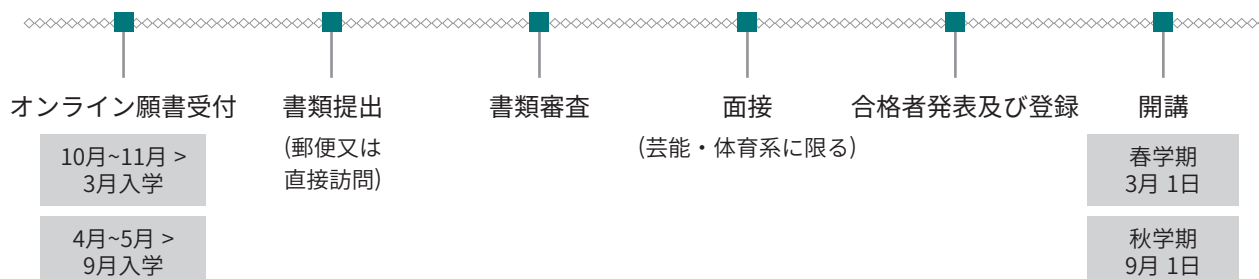 オンライン願書受付
10月~11月 >
3月入学
4月~5月 >
9月入学
書類提出
(郵便又は
直接訪問)
書類審査
面接
(芸能・体育系に限る)
合格者発表及び登録
開講
春学期
3月 1日
秋学期
9月 1日